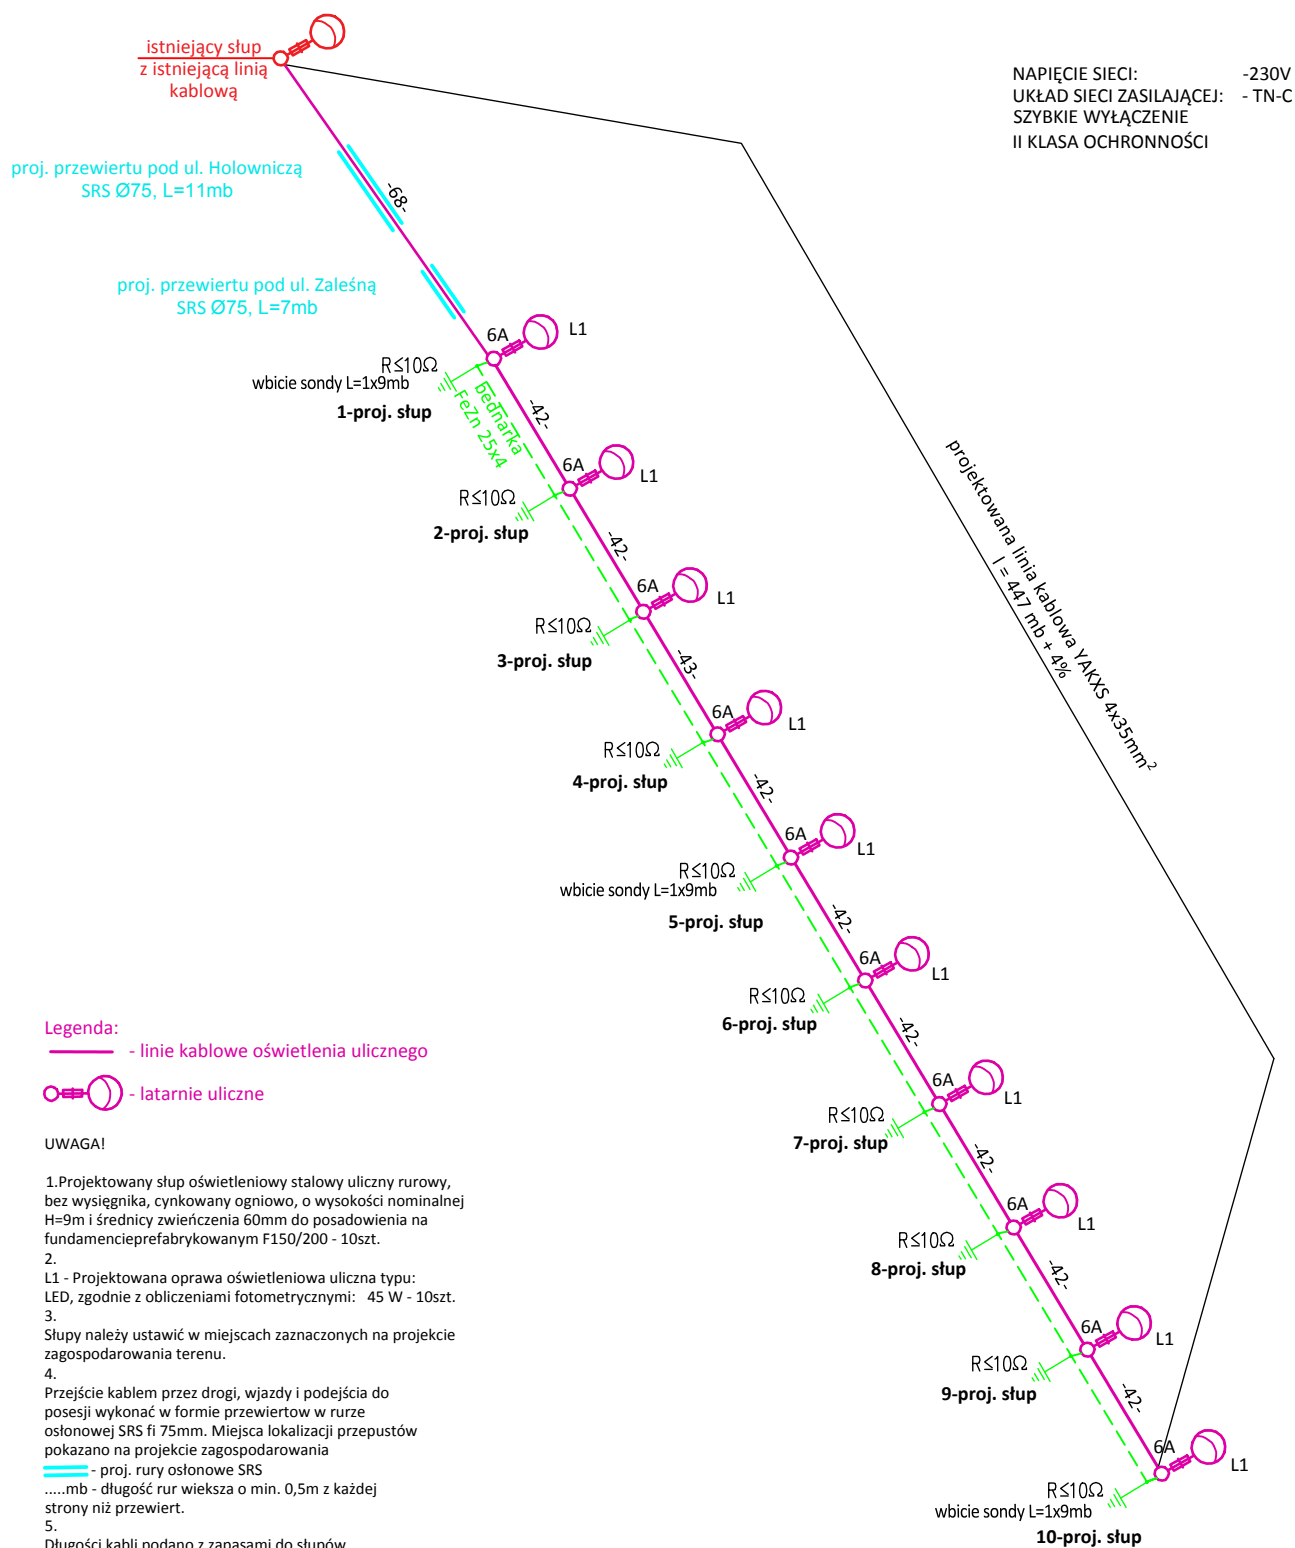 istniejący słup
z istniejącą linią
kablową
NAPIĘCIE SIECI: -230V
UKŁAD SIECI ZASILAJĄCEJ: - TN-C
SZYBKIE WYŁĄCZENIE
II KLASA OCHRONNOŚCI
proj. przewiertu pod ul. Holowniczą
SRS Ø75, L=11mb
-68-
proj. przewiertu pod ul. Zaleśną
SRS Ø75, L=7mb
6A
L1
R≤10Ω
wbicie sondy L=1x9mb
1-proj. słup
bednarka
FeZn 25x4
-42-
6A
L1
R≤10Ω
2-proj. słup
-42-
6A
L1
R≤10Ω
3-proj. słup
-43-
projektowana linia kablowa YAKXS 4x35mm²
l = 447 mb + 4%
6A
L1
R≤10Ω
4-proj. słup
-42-
6A
L1
R≤10Ω
wbicie sondy L=1x9mb
5-proj. słup
-42-
6A
L1
R≤10Ω
6-proj. słup
-42-
6A
L1
R≤10Ω
7-proj. słup
-42-
6A
L1
R≤10Ω
8-proj. słup
-42-
6A
L1
R≤10Ω
9-proj. słup
-42-
6A
L1
R≤10Ω
wbicie sondy L=1x9mb
10-proj. słup
Legenda:
- linie kablowe oświetlenia ulicznego
- latarnie uliczne
UWAGA!
1.Projektowany słup oświetleniowy stalowy uliczny rurowy,
bez wysięgnika, cynkowany ogniowo, o wysokości nominalnej
H=9m i średnicy zwieńczenia 60mm do posadowienia na
fundamencieprefabrykowanym F150/200 - 10szt.
2.
L1 - Projektowana oprawa oświetleniowa uliczna typu:
LED, zgodnie z obliczeniami fotometrycznymi: 45 W - 10szt.
3.
Słupy należy ustawić w miejscach zaznaczonych na projekcie
zagospodarowania terenu.
4.
Przejście kablem przez drogi, wjazdy i podejścia do
posesji wykonać w formie przewiertow w rurze
osłonowej SRS fi 75mm. Miejsca lokalizacji przepustów
pokazano na projekcie zagospodarowania
- proj. rury osłonowe SRS
.....mb - długość rur wieksza o min. 0,5m z każdej
strony niż przewiert.
5.
Długości kabli podano z zapasami do słupów